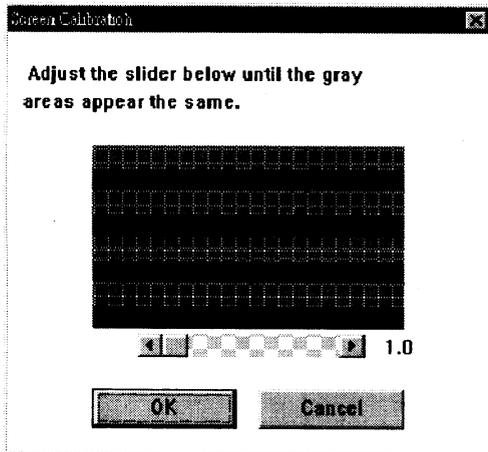 Screen Calibration
Adjust the slider below until the gray
areas appear the same.
1.0
OK
Cancel